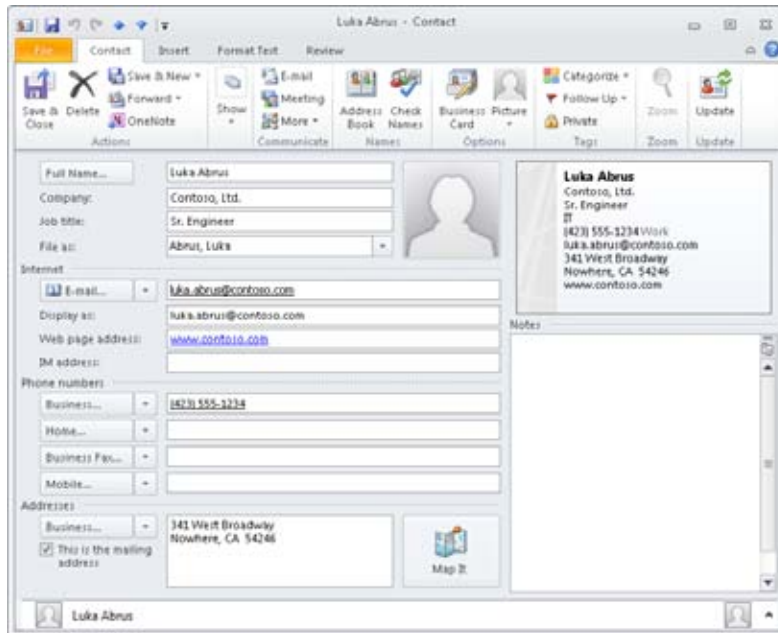 Luka Abrus - Contact
File Contact Insert Format Text Review
Save & Close
Delete
Save & New
Forward
OneNote
Actions
Show
E-mail
Meeting
More
Communicate
Address Book
Check Names
Names
Business Card
Picture
Options
Categorize
Follow Up
Private
Tags
Zoom
Zoom
Update
Update
Full Name... Luka Abrus
Company: Contoso, Ltd.
Job title: Sr. Engineer
File as: Abrus, Luka
Internet
E-mail... luka.abrus@contoso.com
Display as: luka.abrus@contoso.com
Web page address: www.contoso.com
IM address:
Phone numbers
Business... (423) 555-1234
Home...
Business Fax...
Mobile...
Addresses
Business... 341 West Broadway
Nowhere, CA 54246
This is the mailing address
Map It
Luka Abrus
Contoso, Ltd.
Sr. Engineer
IT
(423) 555-1234 Work
luka.abrus@contoso.com
341 West Broadway
Nowhere, CA 54246
www.contoso.com
Notes
Luka Abrus